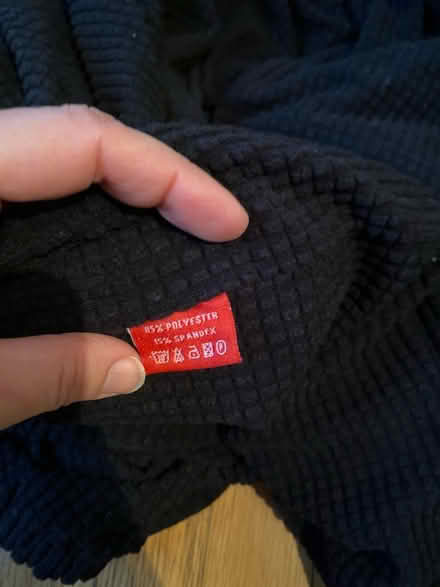 85% POLYESTER
15% SPANDEX